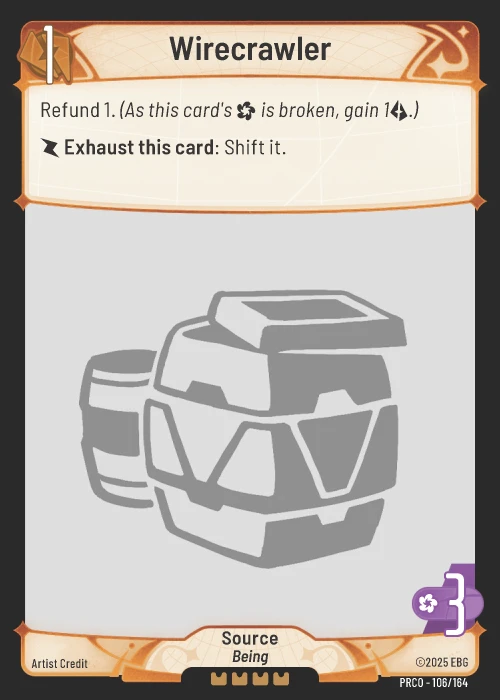 1
Wirecrawler
Refund 1. (As this card's is broken, gain 1.)
Exhaust this card: Shift it.
3
Source
Being
Artist Credit
©2025 EBG
PRCO - 106/164